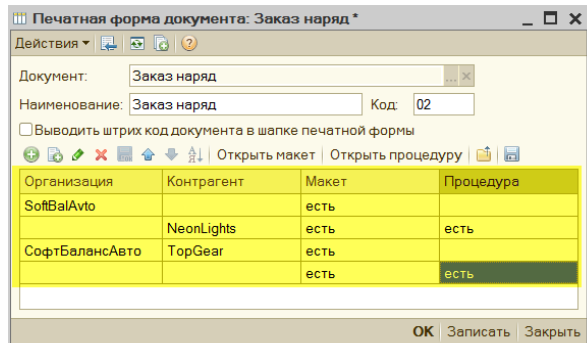 Печатная форма документа: Заказ наряд *
Действия
Документ: Заказ наряд ...
Наименование: Заказ наряд Код: 02
Выводить штрих код документа в шапке печатной формы
Открыть макет Открыть процедуру
Организация Контрагент Макет Процедура
SoftBalAvto есть
NeonLights есть есть
СофтБалансАвто TopGear есть
есть есть
OK Записать Закрыть